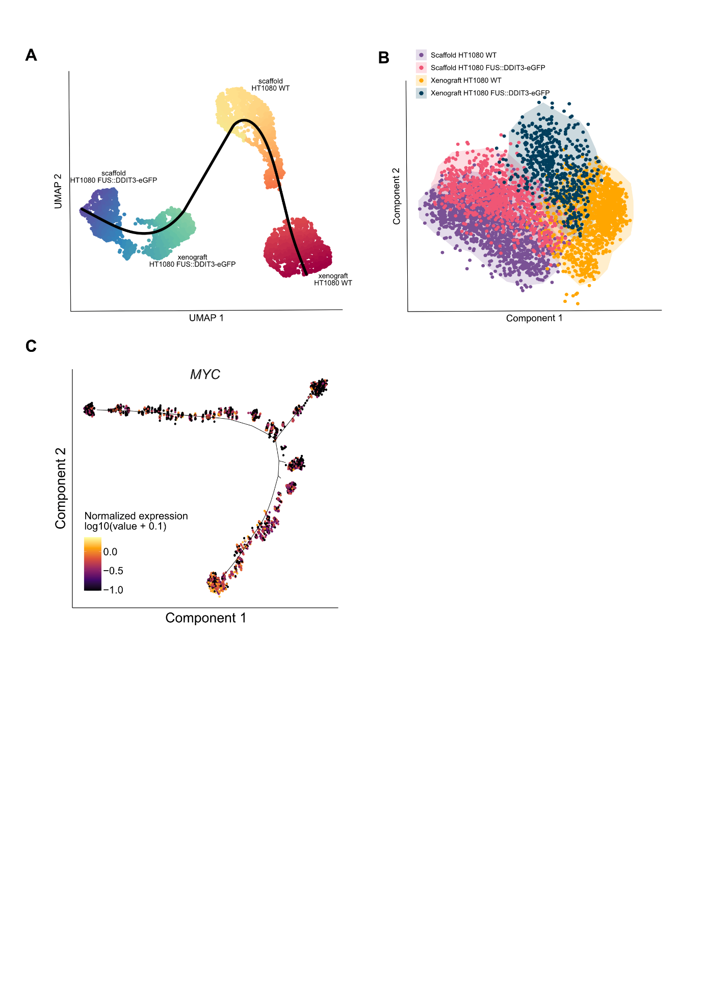 A
scaffold
HT1080 WT
scaffold
HT1080 FUS::DDIT3-eGFP
xenograft
HT1080 FUS::DDIT3-eGFP
xenograft
HT1080 WT
UMAP 2
UMAP 1
B
Scaffold HT1080 WT
Scaffold HT1080 FUS::DDIT3-eGFP
Xenograft HT1080 WT
Xenograft HT1080 FUS::DDIT3-eGFP
Component 2
Component 1
C
MYC
Component 2
Normalized expression
log10(value + 0.1)
0.0
−0.5
−1.0
Component 1